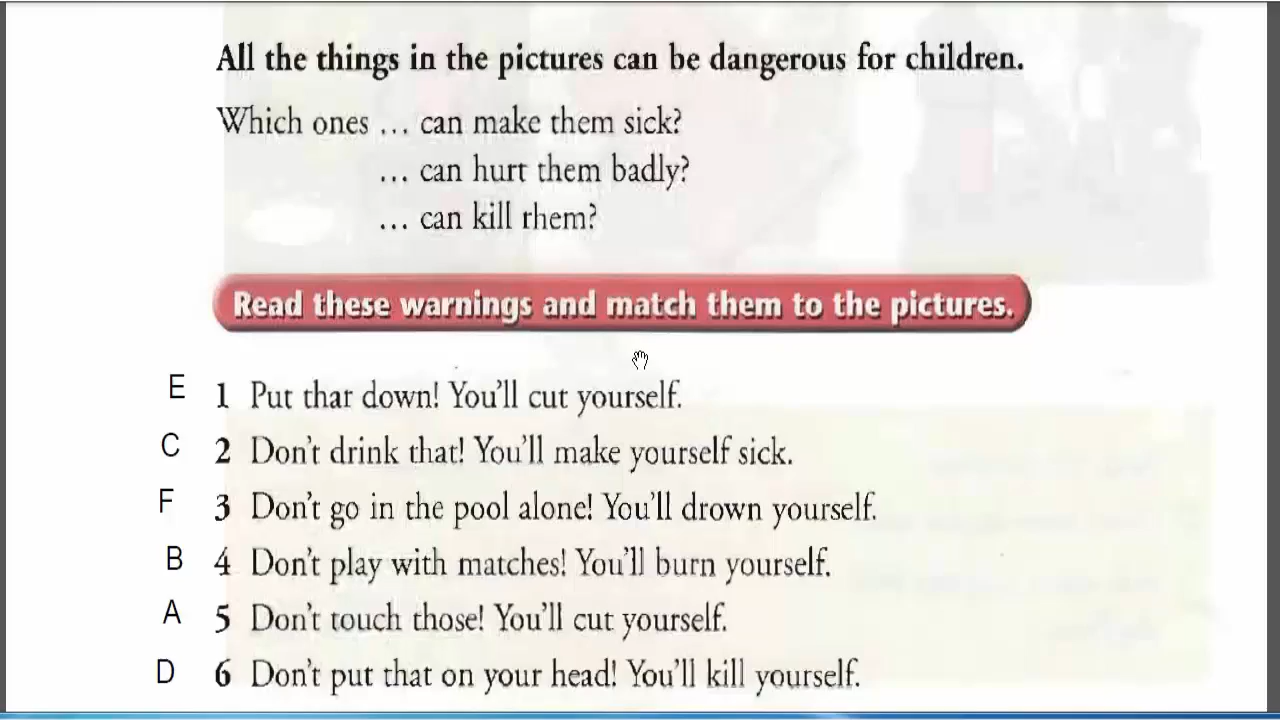 All the things in the pictures can be dangerous for children.
Which ones ... can make them sick?
... can hurt them badly?
... can kill rhem?
Read these warnings and match them to the pictures.
E 1 Put thar down! You'll cut yourself.
C 2 Don't drink that! You'll make yourself sick.
F 3 Don't go in the pool alone! You'll drown yourself.
B 4 Don't play with matches! You'll burn yourself.
A 5 Don't touch those! You'll cut yourself.
D 6 Don't put that on your head! You'll kill yourself.